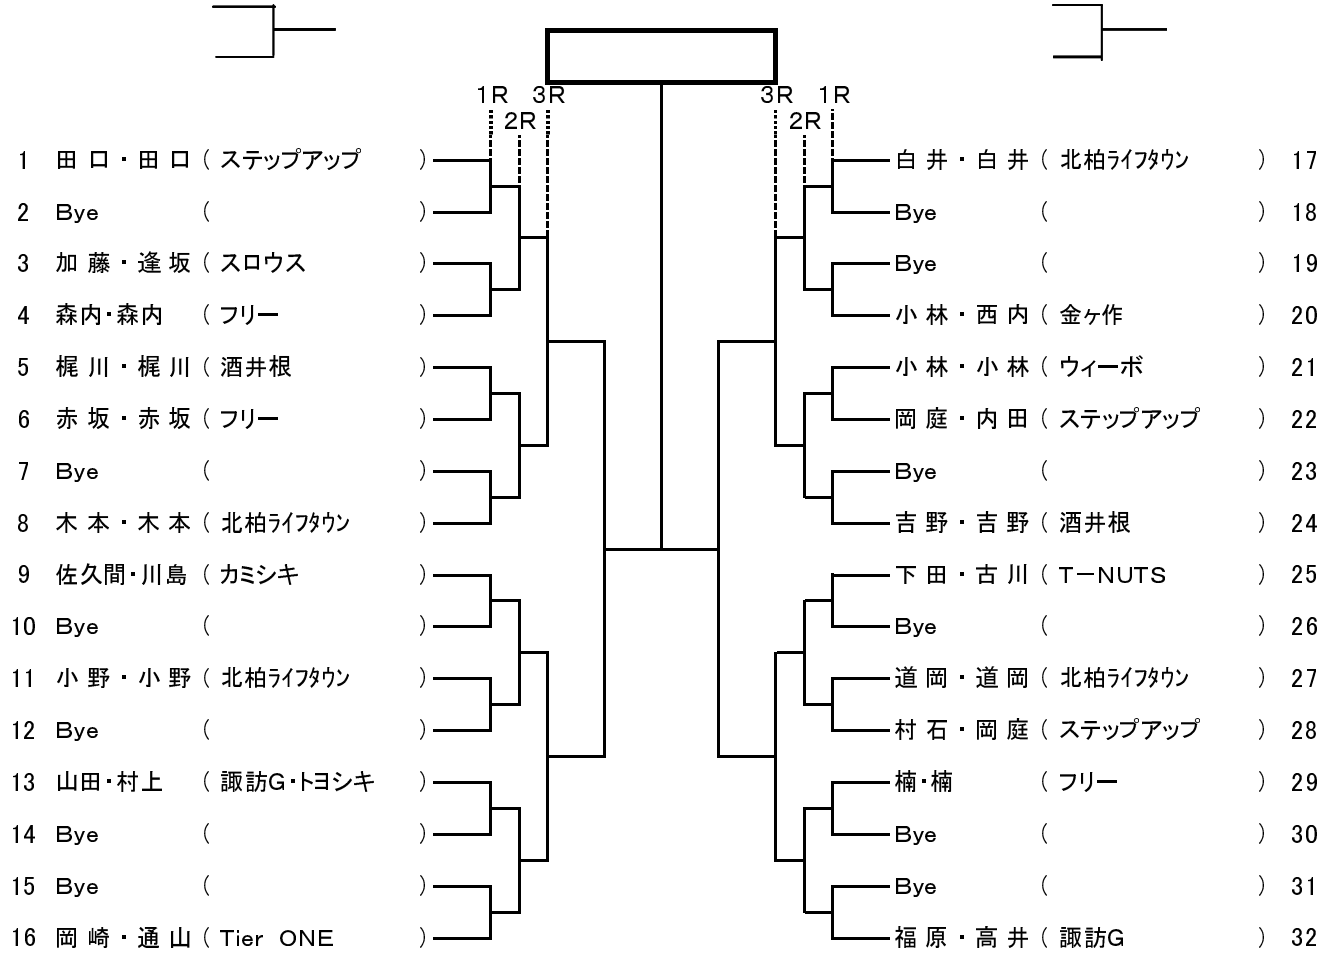 1R 3R 3R 1R
2R 2R
1 田口・田口 ( ステップアップ )
2 Bye ( )
3 加藤・逢坂 ( スロウス )
4 森内・森内 ( フリー )
5 梶川・梶川 ( 酒井根 )
6 赤坂・赤坂 ( フリー )
7 Bye ( )
8 木本・木本 ( 北柏ライフタウン )
9 佐久間・川島 ( カミシキ )
10 Bye ( )
11 小野・小野 ( 北柏ライフタウン )
12 Bye ( )
13 山田・村上 ( 諏訪G・トヨシキ )
14 Bye ( )
15 Bye ( )
16 岡崎・通山 ( Tier ONE )
白井・白井 ( 北柏ライフタウン ) 17
Bye ( ) 18
Bye ( ) 19
小林・西内 ( 金ヶ作 ) 20
小林・小林 ( ウィーボ ) 21
岡庭・内田 ( ステップアップ ) 22
Bye ( ) 23
吉野・吉野 ( 酒井根 ) 24
下田・古川 ( T－NUTS ) 25
Bye ( ) 26
道岡・道岡 ( 北柏ライフタウン ) 27
村石・岡庭 ( ステップアップ ) 28
楠・楠 ( フリー ) 29
Bye ( ) 30
Bye ( ) 31
福原・高井 ( 諏訪G ) 32